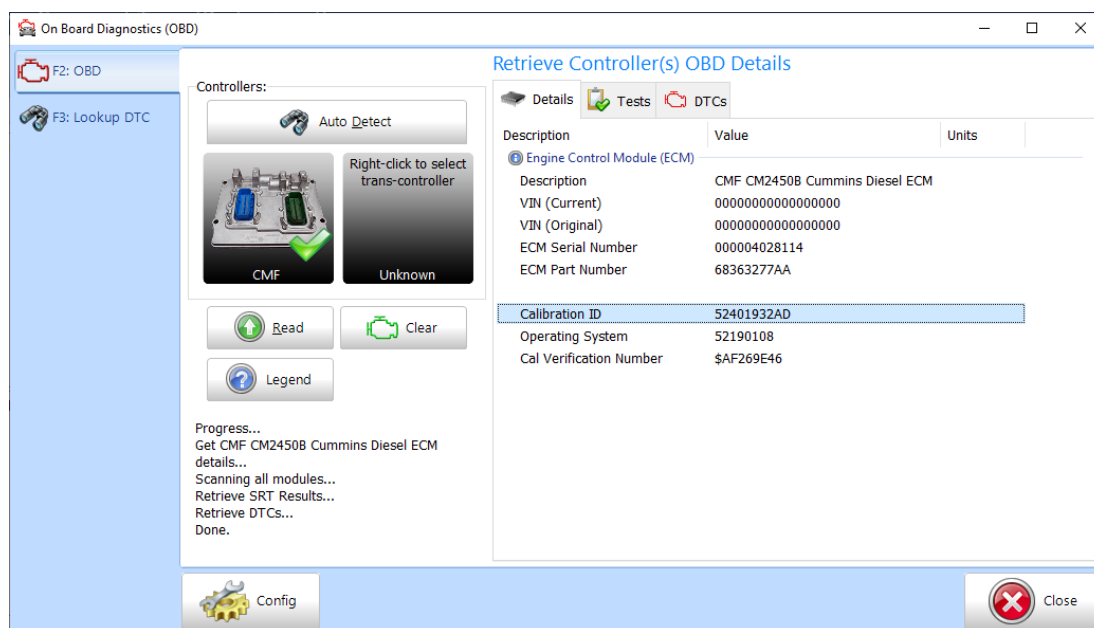 On Board Diagnostics (OBD)
F2: OBD
F3: Lookup DTC
Retrieve Controller(s) OBD Details
Controllers:
Auto Detect
Right-click to select
trans-controller
CMF
Unknown
Read
Clear
Legend
Progress...
Get CMF CM2450B Cummins Diesel ECM
details...
Scanning all modules...
Retrieve SRT Results...
Retrieve DTCs...
Done.
Details Tests DTCs
Description Value Units
Engine Control Module (ECM)
Description CMF CM2450B Cummins Diesel ECM
VIN (Current) 00000000000000000
VIN (Original) 00000000000000000
ECM Serial Number 000004028114
ECM Part Number 68363277AA
Calibration ID 52401932AD
Operating System 52190108
Cal Verification Number $AF269E46
Config
Close